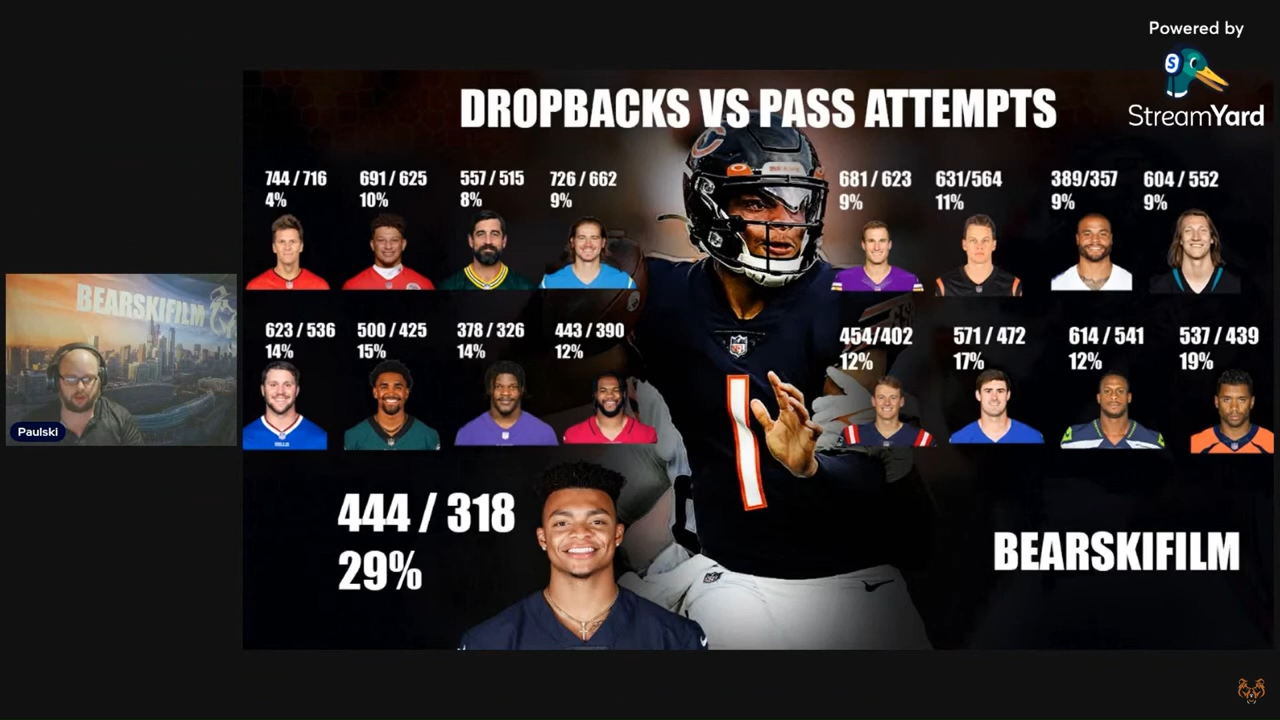 Powered by
StreamYard
DROPBACKS VS PASS ATTEMPTS
744 / 716
4%
691 / 625
10%
557 / 515
8%
726 / 662
9%
681 / 623
9%
631/564
11%
389/357
9%
604 / 552
9%
623 / 536
14%
500 / 425
15%
378 / 326
14%
443 / 390
12%
454/402
12%
571 / 472
17%
614 / 541
12%
537 / 439
19%
BEARSKIFILM
Paulski
444 / 318
29%
1
BEARSKIFILM